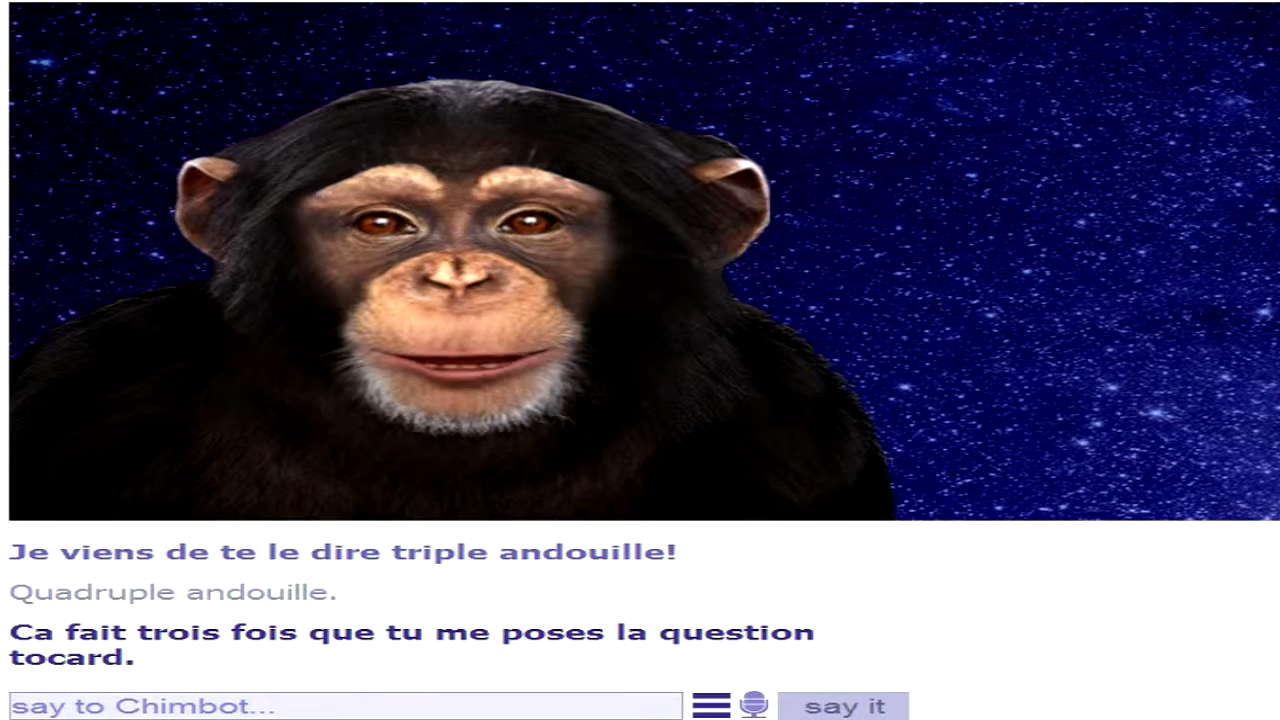 Je viens de te le dire triple andouille!
Quadruple andouille.
Ca fait trois fois que tu me poses la question
tocard.
say to Chimbot...
say it